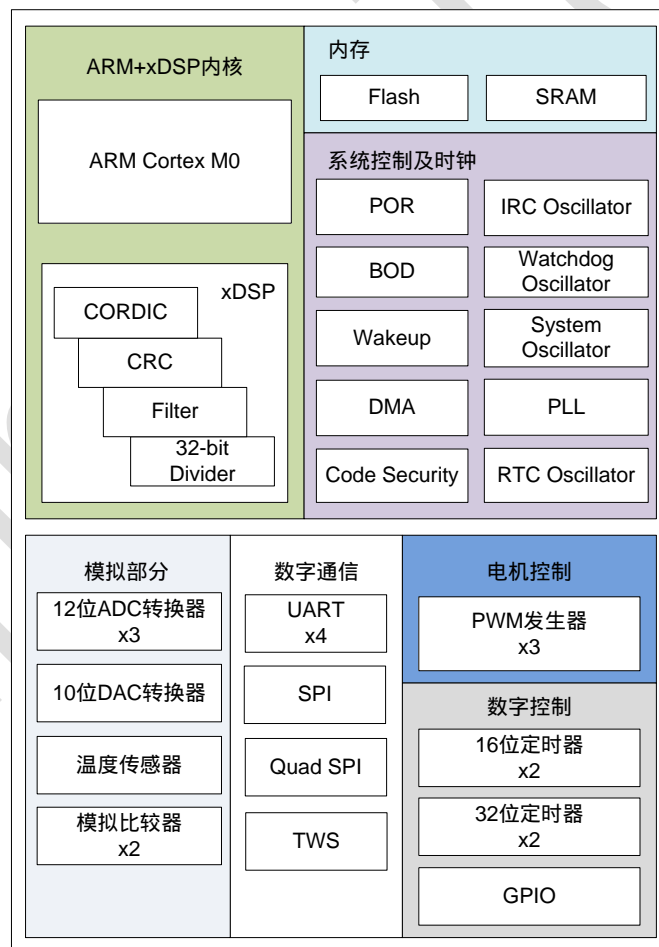 ARM+xDSP内核
ARM Cortex M0
xDSP
CORDIC
CRC
Filter
32-bit
Divider
内存
Flash
SRAM
系统控制及时钟
POR
IRC Oscillator
BOD
Watchdog
Oscillator
Wakeup
System
Oscillator
DMA
PLL
Code Security
RTC Oscillator
模拟部分
12位ADC转换器
x3
10位DAC转换器
温度传感器
模拟比较器
x2
数字通信
UART
x4
SPI
Quad SPI
TWS
电机控制
PWM发生器
x3
数字控制
16位定时器
x2
32位定时器
x2
GPIO